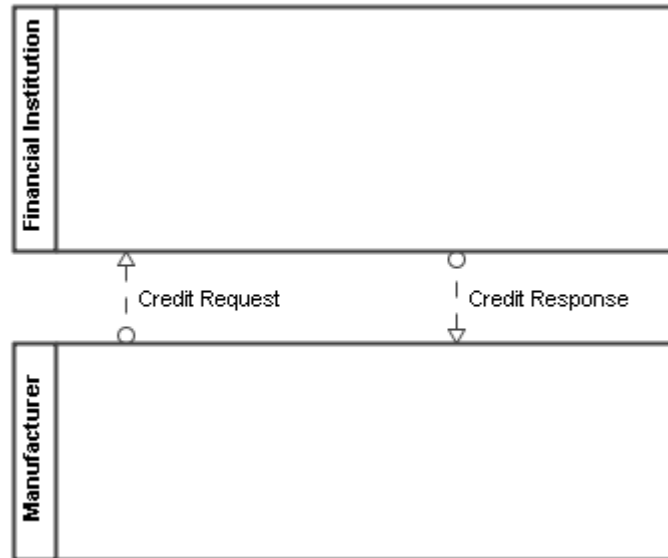 Financial Institution
Credit Request
Credit Response
Manufacturer